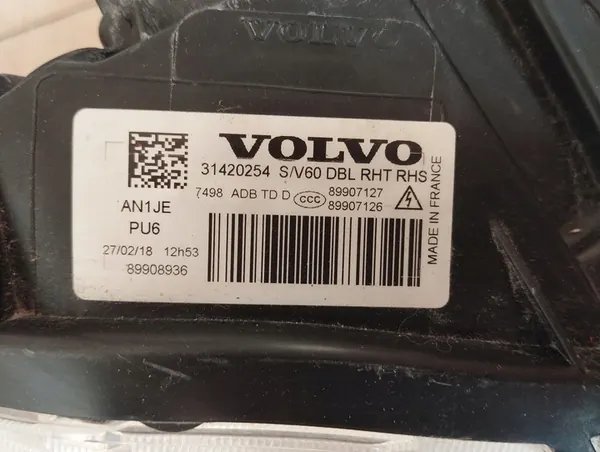 VOLVO
VOLVO
31420254 S/V60 DBL RHT RHS
7498 ADB TD D CCC 89907127
89907126
AN1JE
PU6
27/02/18 12h53
89908936
MADE IN FRANCE